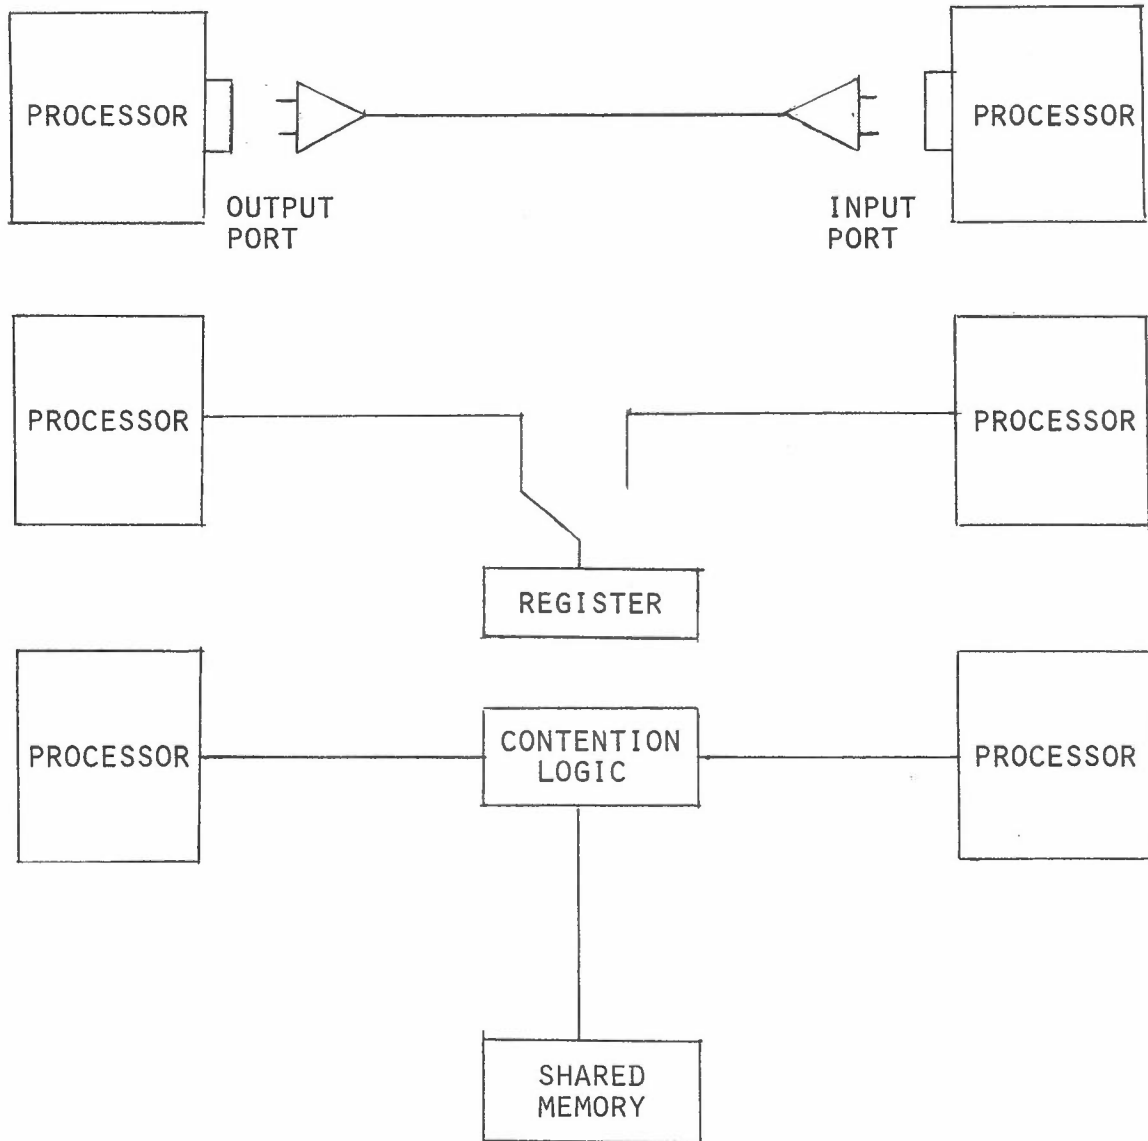 PROCESSOR
PROCESSOR
OUTPUT
PORT
INPUT
PORT
PROCESSOR
PROCESSOR
REGISTER
PROCESSOR
CONTENTION
LOGIC
PROCESSOR
SHARED
MEMORY